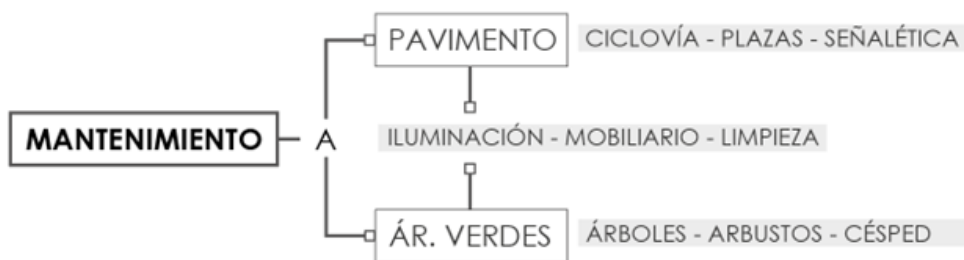 PAVIMENTO CICLOVÍA - PLAZAS - SEÑALÉTICA
MANTENIMIENTO A ILUMINACIÓN - MOBILIARIO - LIMPIEZA
ÁR. VERDES ÁRBOLES - ARBUSTOS - CÉSPED